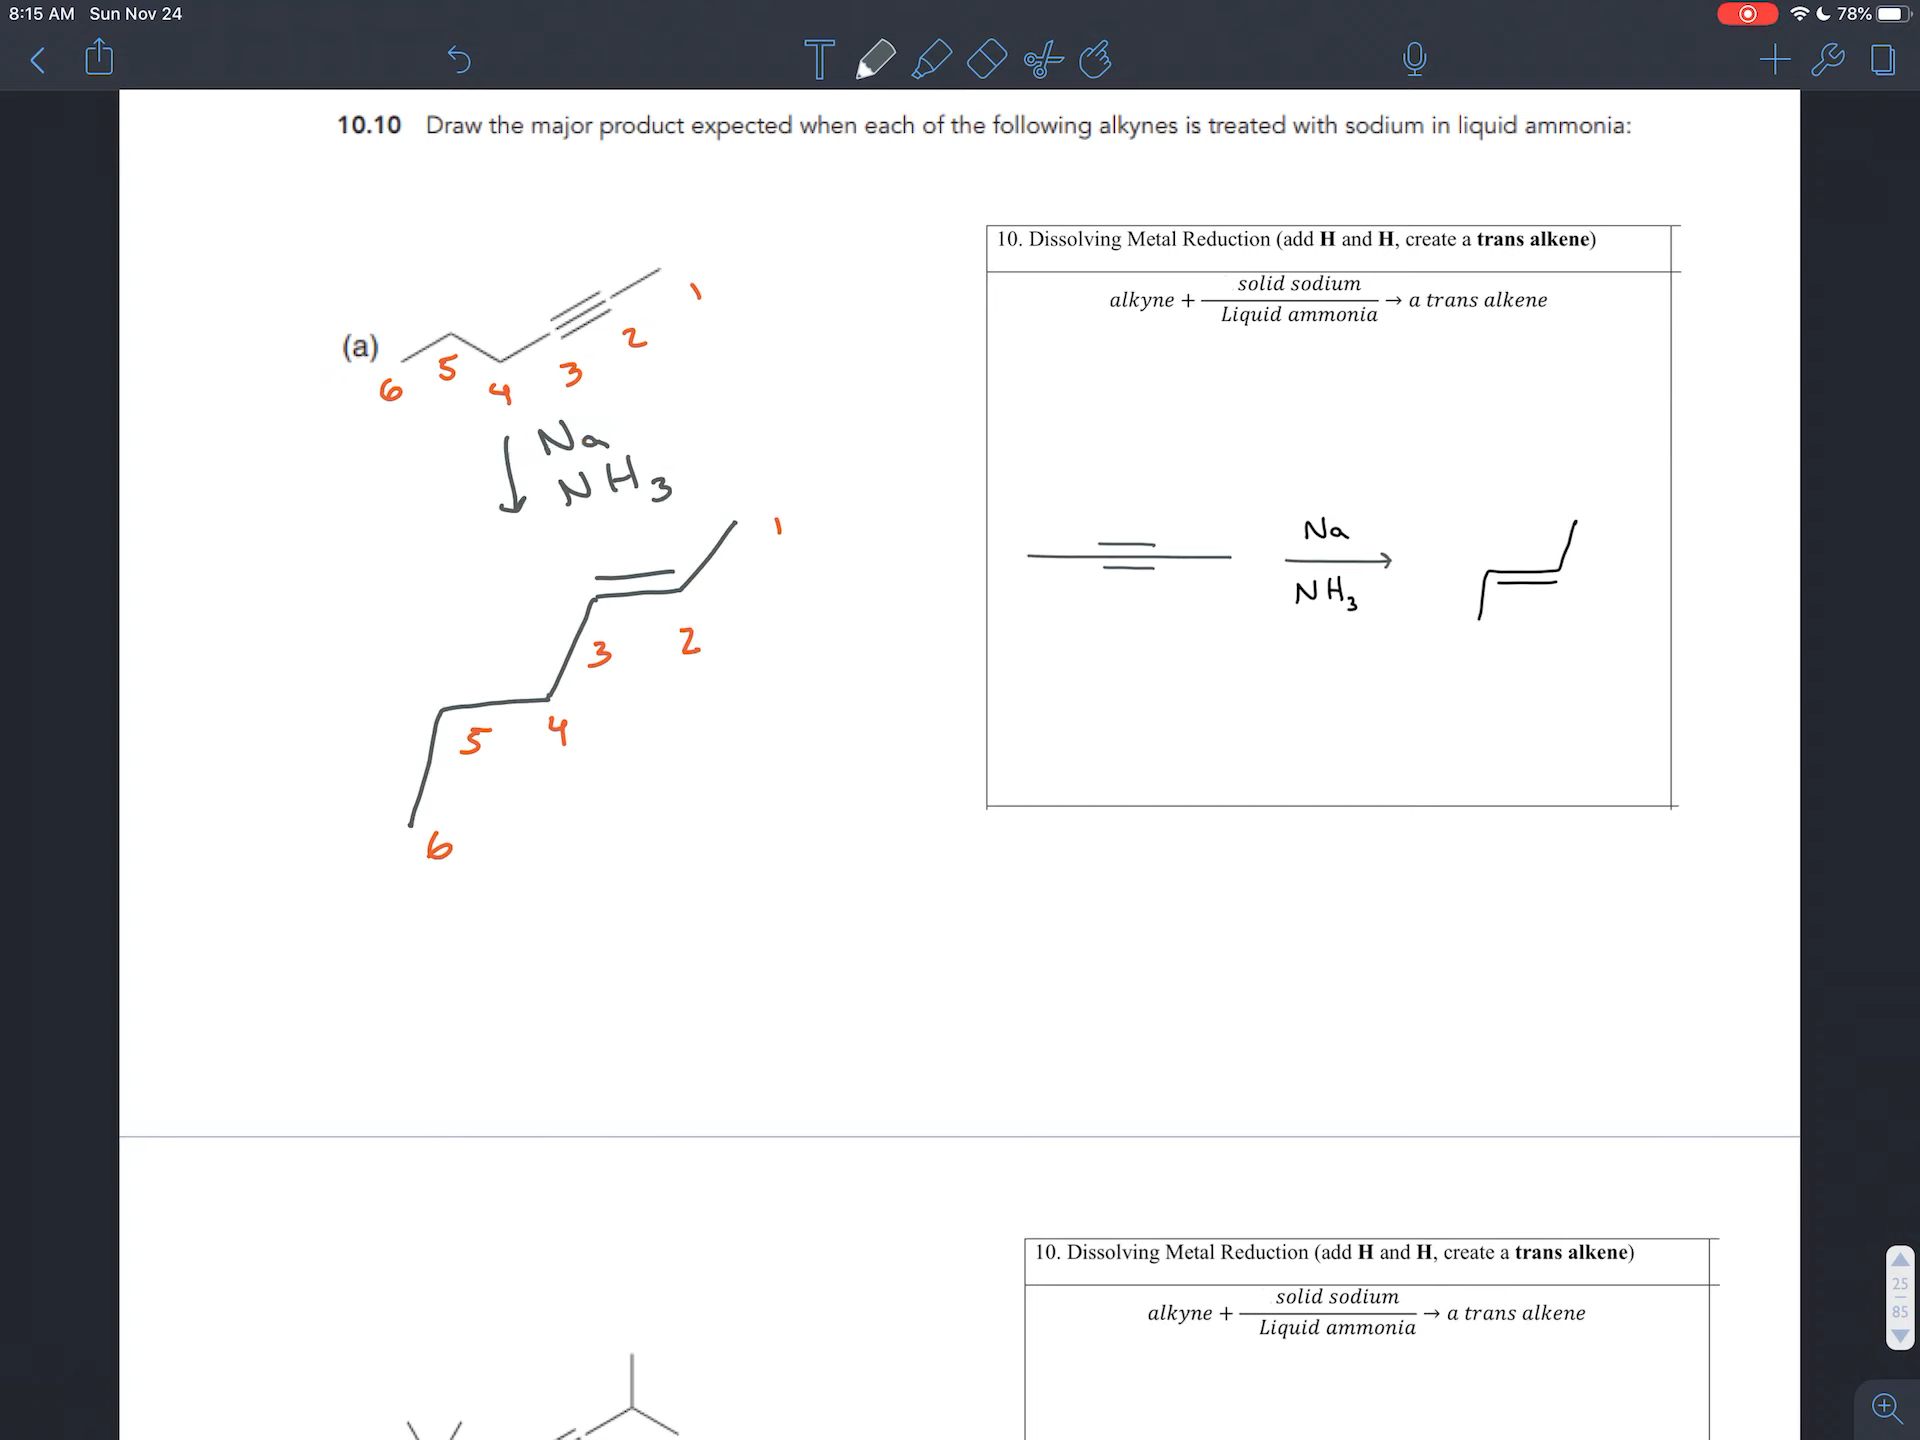 8:15 AM Sun Nov 24
78%
T
10.10 Draw the major product expected when each of the following alkynes is treated with sodium in liquid ammonia:
10. Dissolving Metal Reduction (add H and H, create a trans alkene)
solid sodium
alkyne + → a trans alkene
Liquid ammonia
1
2
(a)
3
4
5
6
Na
NH3
1
2
3
4
5
6
Na
NH3
10. Dissolving Metal Reduction (add H and H, create a trans alkene)
solid sodium
alkyne + → a trans alkene
Liquid ammonia
25
85